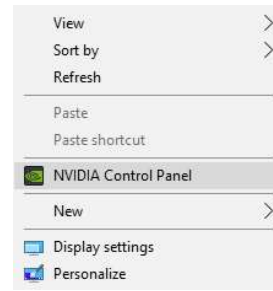 View
Sort by
Refresh
Paste
Paste shortcut
NVIDIA Control Panel
New
Display settings
Personalize